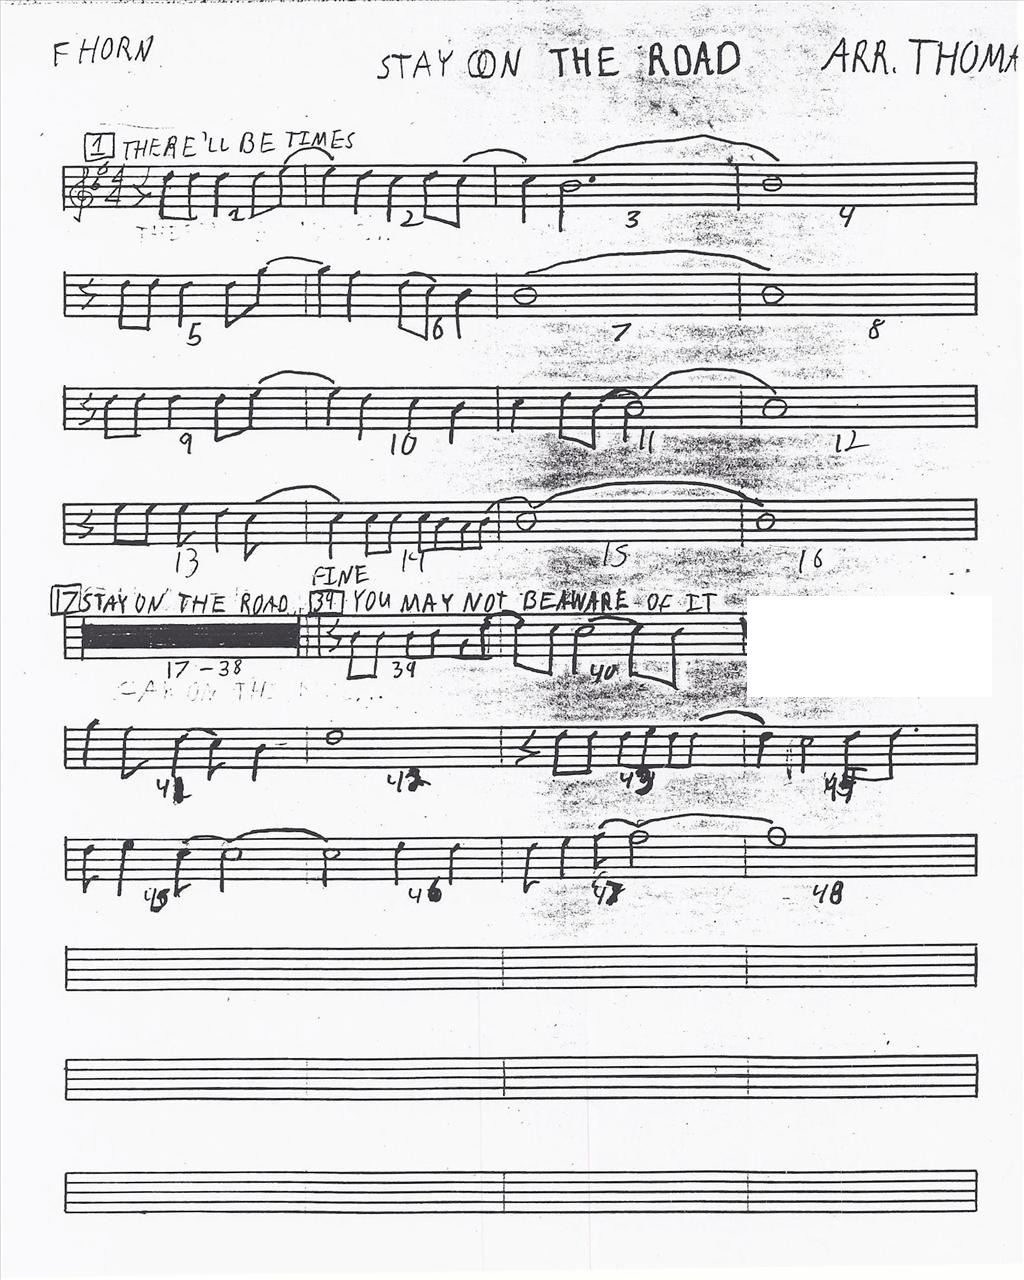 F HORN STAY ON THE ROAD ARR. THOMA
1 THERE'LL BE TIMES
4 4
1 2 3 4
5 6 7 8
9 10 11 12
13 14 15 16
FINE
17 STAY ON THE ROAD 39 YOU MAY NOT BE AWARE OF IT
17-38 39 40
41 42 43
45 46 47 48